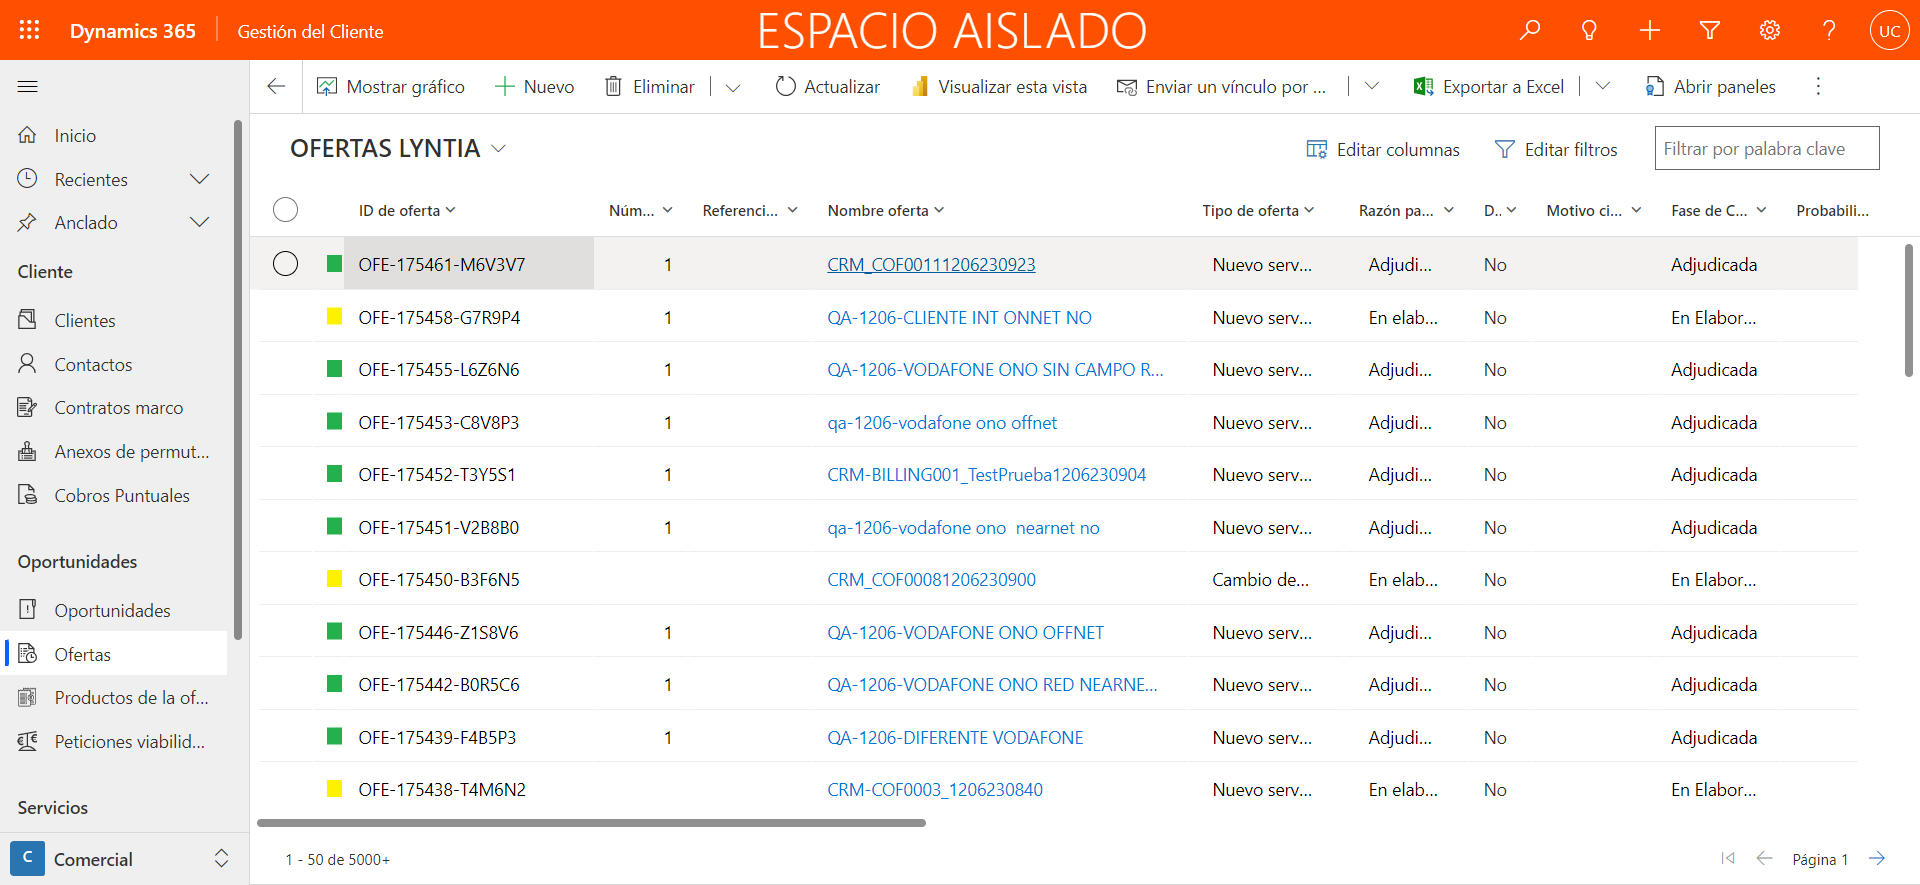 Dynamics 365
Gestión del Cliente
ESPACIO AISLADO
UC
Mostrar gráfico
Nuevo
Eliminar
Actualizar
Visualizar esta vista
Enviar un vínculo por ...
Exportar a Excel
Abrir paneles
Inicio
Recientes
Anclado
Cliente
Clientes
Contactos
Contratos marco
Anexos de permut...
Cobros Puntuales
Oportunidades
Oportunidades
Ofertas
Productos de la of...
Peticiones viabilid...
Servicios
C Comercial
OFERTAS LYNTIA
Editar columnas
Editar filtros
Filtrar por palabra clave
ID de oferta Núm... Referenci... Nombre oferta Tipo de oferta Razón pa... D.. Motivo ci... Fase de C... Probabili...
OFE-175461-M6V3V7 1 CRM_COF00111206230923 Nuevo serv... Adjudi... No Adjudicada
OFE-175458-G7R9P4 1 QA-1206-CLIENTE INT ONNET NO Nuevo serv... En elab... No En Elabor...
OFE-175455-L6Z6N6 1 QA-1206-VODAFONE ONO SIN CAMPO R... Nuevo serv... Adjudi... No Adjudicada
OFE-175453-C8V8P3 1 qa-1206-vodafone ono offnet Nuevo serv... Adjudi... No Adjudicada
OFE-175452-T3Y5S1 1 CRM-BILLING001_TestPrueba1206230904 Nuevo serv... Adjudi... No Adjudicada
OFE-175451-V2B8B0 1 qa-1206-vodafone ono  nearnet no Nuevo serv... Adjudi... No Adjudicada
OFE-175450-B3F6N5 CRM_COF00081206230900 Cambio de... En elab... No En Elabor...
OFE-175446-Z1S8V6 1 QA-1206-VODAFONE ONO OFFNET Nuevo serv... Adjudi... No Adjudicada
OFE-175442-B0R5C6 1 QA-1206-VODAFONE ONO RED NEARNE... Nuevo serv... Adjudi... No Adjudicada
OFE-175439-F4B5P3 1 QA-1206-DIFERENTE VODAFONE Nuevo serv... Adjudi... No Adjudicada
OFE-175438-T4M6N2 CRM-COF0003_1206230840 Nuevo serv... En elab... No En Elabor...
1 - 50 de 5000+
Página 1